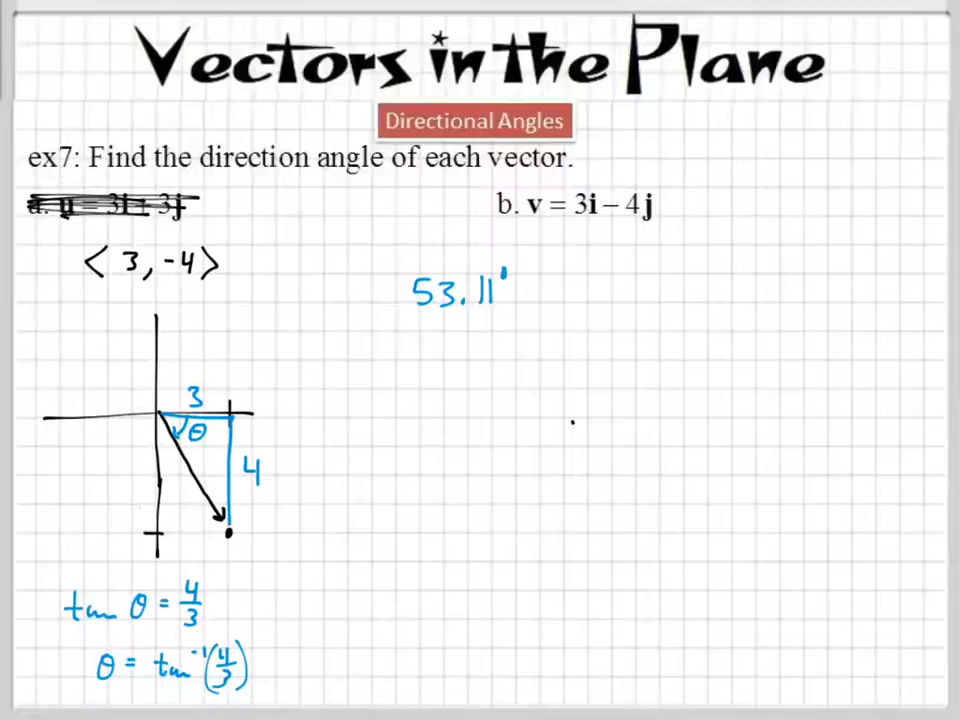 Vectors in the Plane
Directional Angles
ex7: Find the direction angle of each vector.
a. u = 3i + 3j
b. v = 3i – 4j
< 3, -4 >
53.11°
3
θ
4
tan θ = 4/3
θ = tan⁻¹(4/3)